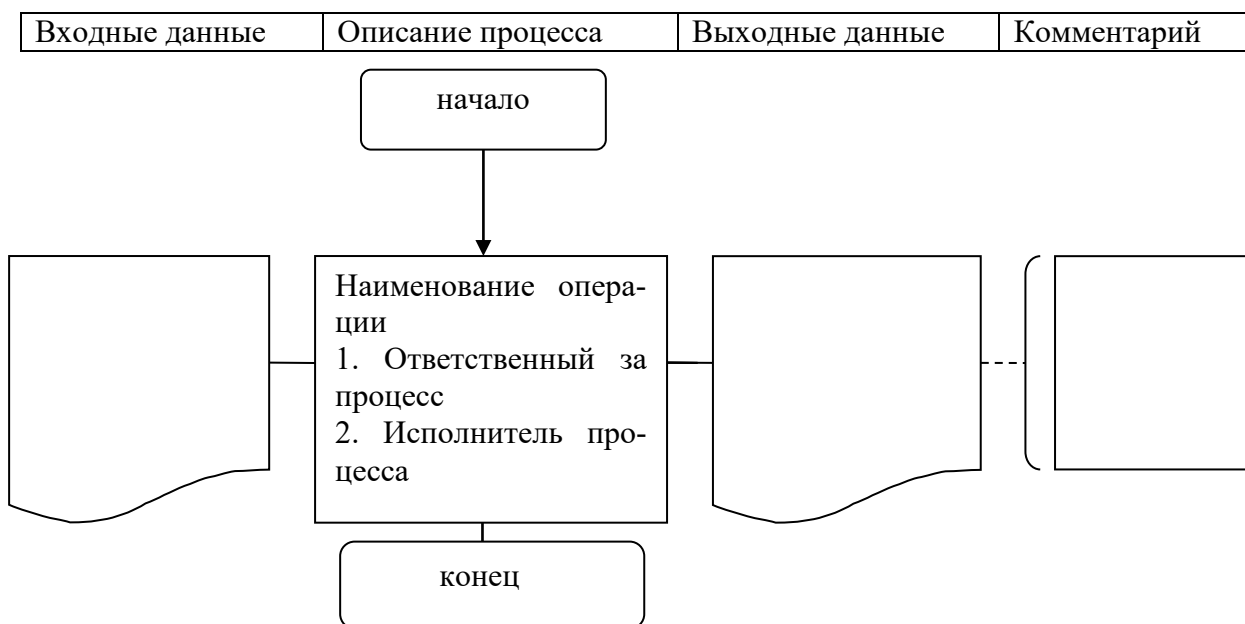 Входные данные Описание процесса Выходные данные Комментарий
начало
Наименование опера-
ции
1. Ответственный за
процесс
2. Исполнитель про-
цесса
конец